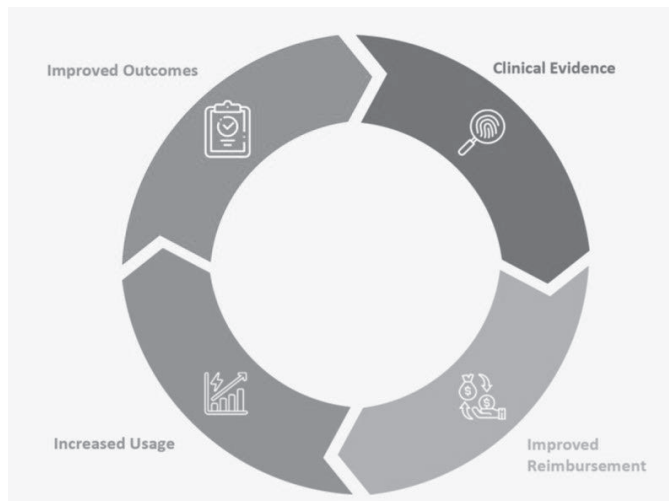 Improved Outcomes
Clinical Evidence
Increased Usage
Improved
Reimbursement